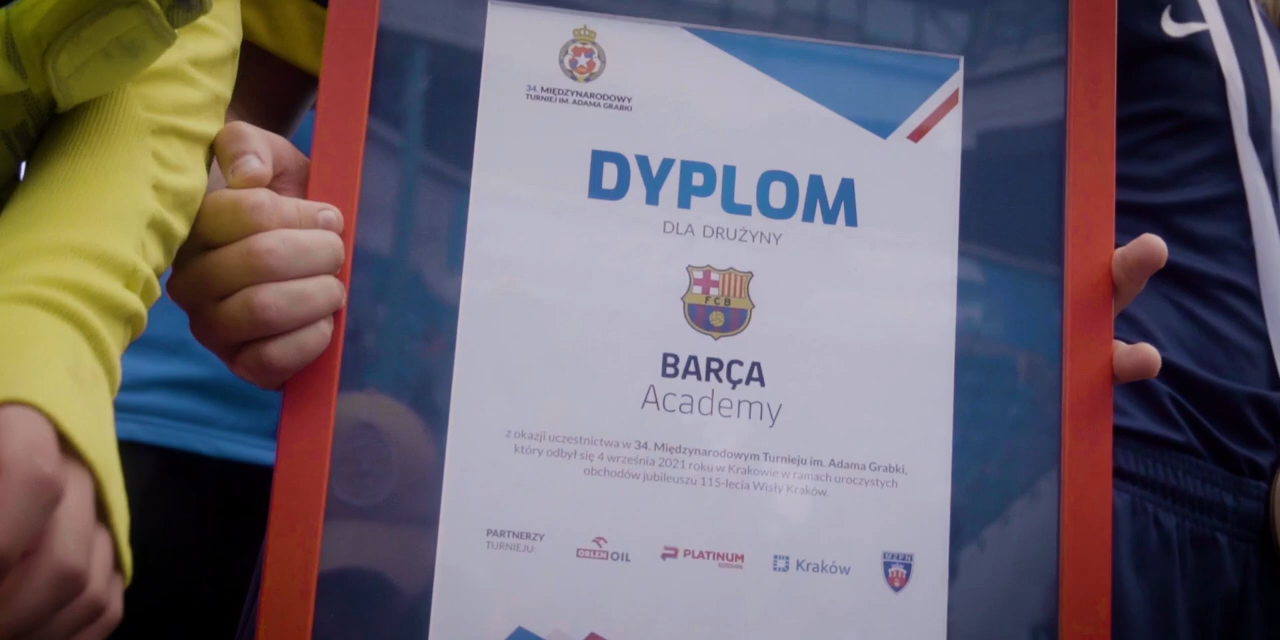 34. MIĘDZYNARODOWY
TURNIEJ IM. ADAMA GRABKI
DYPLOM
DLA DRUŻYNY
FCB
BARÇA
Academy
z okazji uczestnictwa w 34. Międzynarodowym Turnieju im. Adama Grabki,
który odbył się 4 września 2021 roku w Krakowie w ramach uroczystych
obchodów jubileuszu 115-lecia Wisły Kraków.
PARTNERZY
TURNIEJU
ORLEN OIL
PLATINUM
Kraków
MZPN